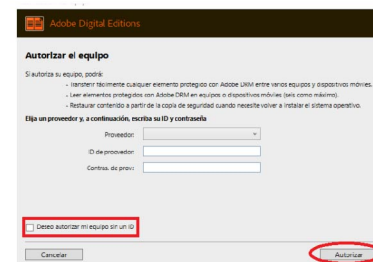 Adobe Digital Editions
Autorizar el equipo
Si autoriza su equipo, podrá:
- Transferir fácilmente cualquier elemento protegido con Adobe DRM entre varios equipos y dispositivos móviles.
- Leer elementos protegidos con Adobe DRM en equipos o dispositivos móviles (seis como máximo).
- Restaurar contenido a partir de la copia de seguridad cuando necesite volver a instalar el sistema operativo.
Elija un proveedor y, a continuación, escriba su ID y contraseña
Proveedor:
ID de proveedor:
Contras. de prov.:
Deseo autorizar mi equipo sin un ID
Cancelar
Autorizar